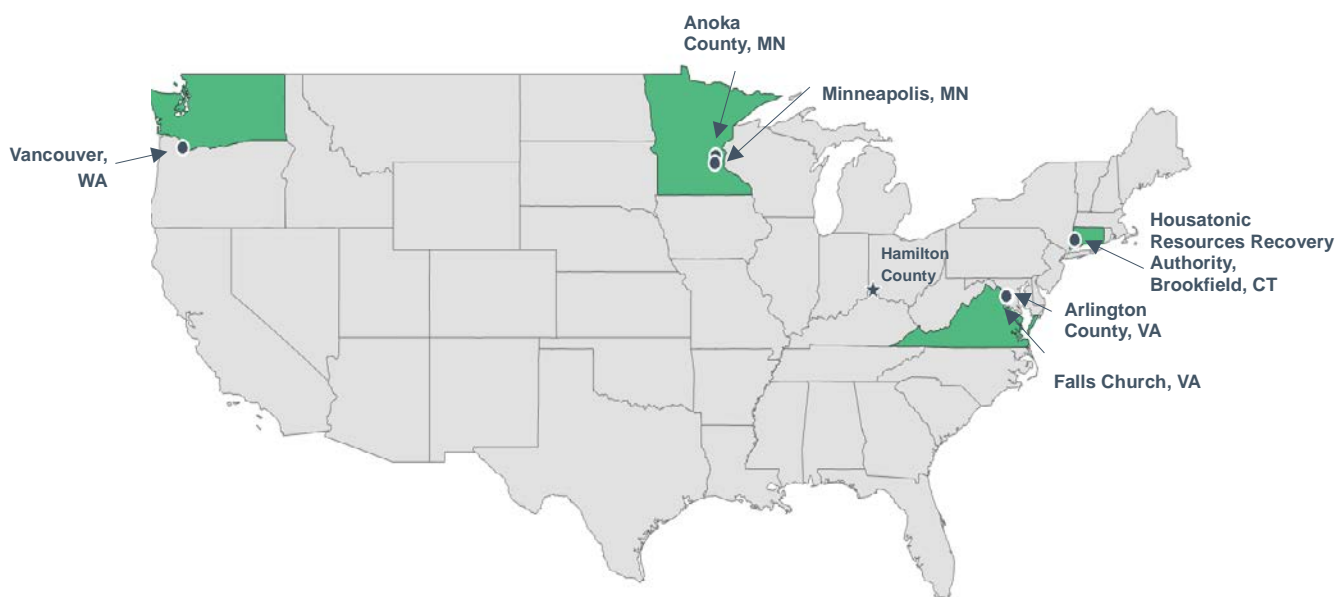 Anoka
County, MN
Minneapolis, MN
Vancouver,
WA
Housatonic
Resources Recovery
Authority,
Brookfield, CT
Hamilton
County
Arlington
County, VA
Falls Church, VA